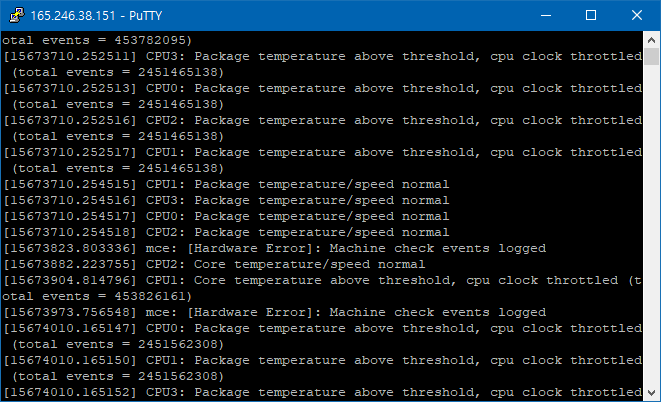 165.246.38.151 - PuTTY
otal events = 453782095)
[15673710.252511] CPU3: Package temperature above threshold, cpu clock throttled
 (total events = 2451465138)
[15673710.252513] CPU0: Package temperature above threshold, cpu clock throttled
 (total events = 2451465138)
[15673710.252516] CPU2: Package temperature above threshold, cpu clock throttled
 (total events = 2451465138)
[15673710.252517] CPU1: Package temperature above threshold, cpu clock throttled
 (total events = 2451465138)
[15673710.254515] CPU1: Package temperature/speed normal
[15673710.254516] CPU3: Package temperature/speed normal
[15673710.254517] CPU0: Package temperature/speed normal
[15673710.254518] CPU2: Package temperature/speed normal
[15673823.803336] mce: [Hardware Error]: Machine check events logged
[15673882.223755] CPU2: Core temperature/speed normal
[15673904.814796] CPU1: Core temperature above threshold, cpu clock throttled (t
otal events = 453826161)
[15673973.756548] mce: [Hardware Error]: Machine check events logged
[15674010.165147] CPU0: Package temperature above threshold, cpu clock throttled
 (total events = 2451562308)
[15674010.165150] CPU1: Package temperature above threshold, cpu clock throttled
 (total events = 2451562308)
[15674010.165152] CPU3: Package temperature above threshold, cpu clock throttled